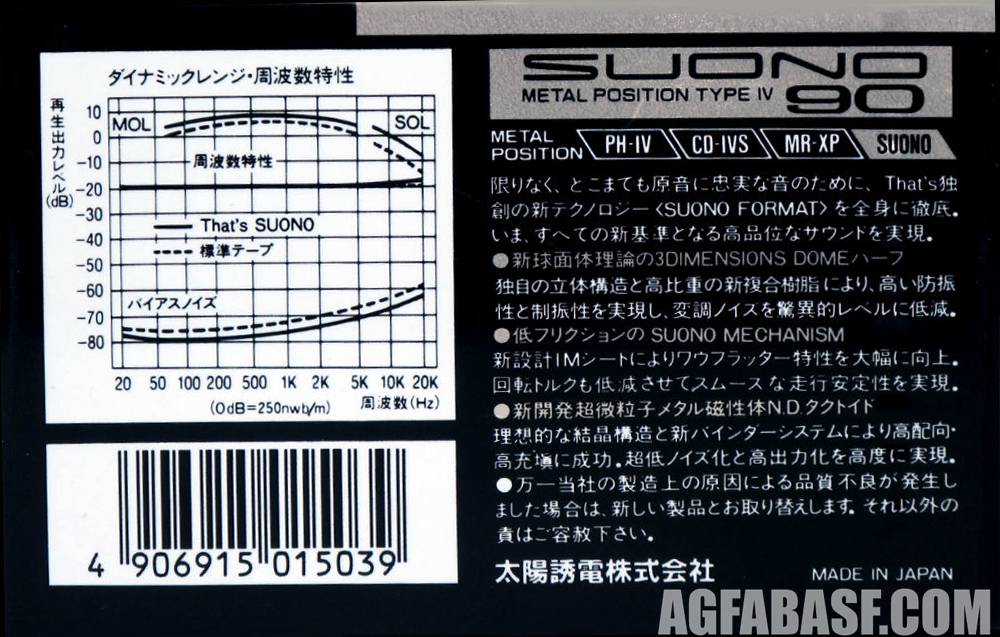 ダイナミックレンジ・周波数特性
再生出力レベル(dB)
10
0
-10
-20
-30
-40
-50
-60
-70
-80
MOL
SOL
周波数特性
That's SUONO
標準テープ
バイアスノイズ
20 50 100 200 500 1K 2K 5K 10K 20K
(0dB=250nwb/m) 周波数(Hz)
4 906915 015039
SUONO
METAL POSITION TYPE IV 90
METAL POSITION PH-IV CD-IVS MR-XP SUONO
限りなく、とこまても原音に忠実な音のために、That's独
創の新テクノロジー〈SUONO FORMAT〉を全身に徹底。
いま、すへての新基準となる高品位なサウンドを実現。
●新球面体理論の3DIMENSIONS DOMEハーフ
独自の立体構造と高比重の新複合樹脂により、高い防振
性と制振性を実現し、変調ノイズを驚異的レベルに低減。
●低フリクションの SUONO MECHANISM
新設計IMシートによりワウフラッター特性を大幅に向上。
回転トルクも低減させて、スムースな走行安定性を実現。
●新開発超微粒子メタル磁性体N.D.タクトイド
理想的な結晶構造と新バインダーシステムにより高配向・
高充塡に成功。超低ノイズ化と高出力化を高度に実現。
●万一当社の製造上の原因による品質不良が発生し
ました場合は、新しい製品とお取り替えします。それ以外の
責はご容赦下さい。
太陽誘電株式会社 MADE IN JAPAN
AGFABASF.COM